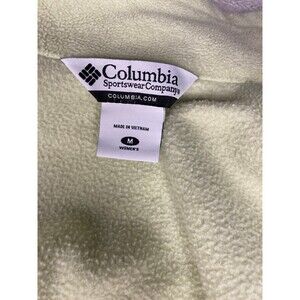 Columbia
Sportswear Company®
COLUMBIA.COM
MADE IN VIETNAM
M
WOMEN'S